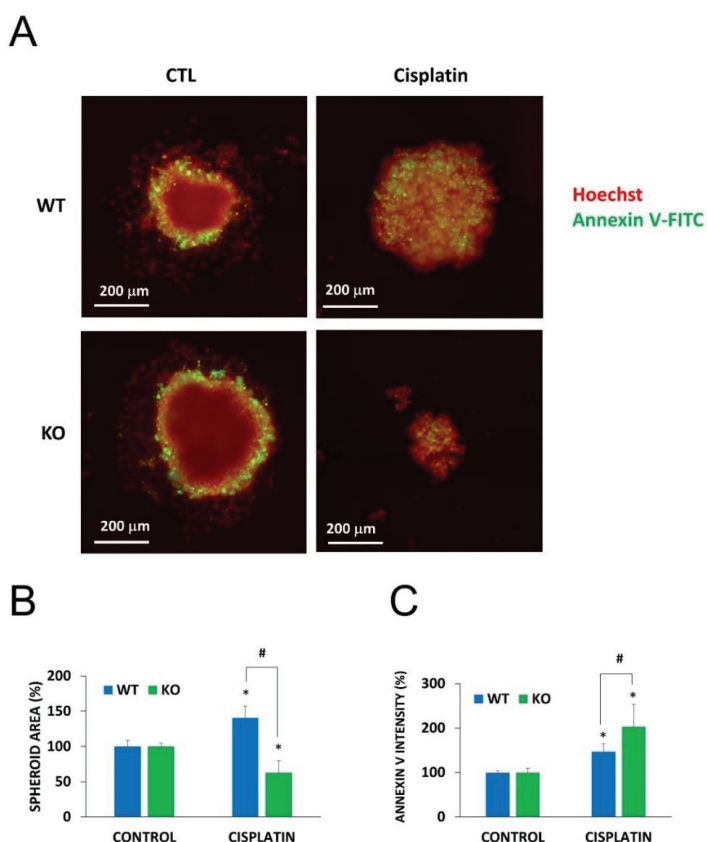 A
CTL Cisplatin
WT
Hoechst
Annexin V-FITC
200 μm 200 μm
KO
200 μm 200 μm
B
SPHEROID AREA (%)
200
150
100
50
0
WT KO
#
* *
CONTROL CISPLATIN
C
ANNEXIN V INTENSITY (%)
300
200
100
0
WT KO
#
* *
CONTROL CISPLATIN